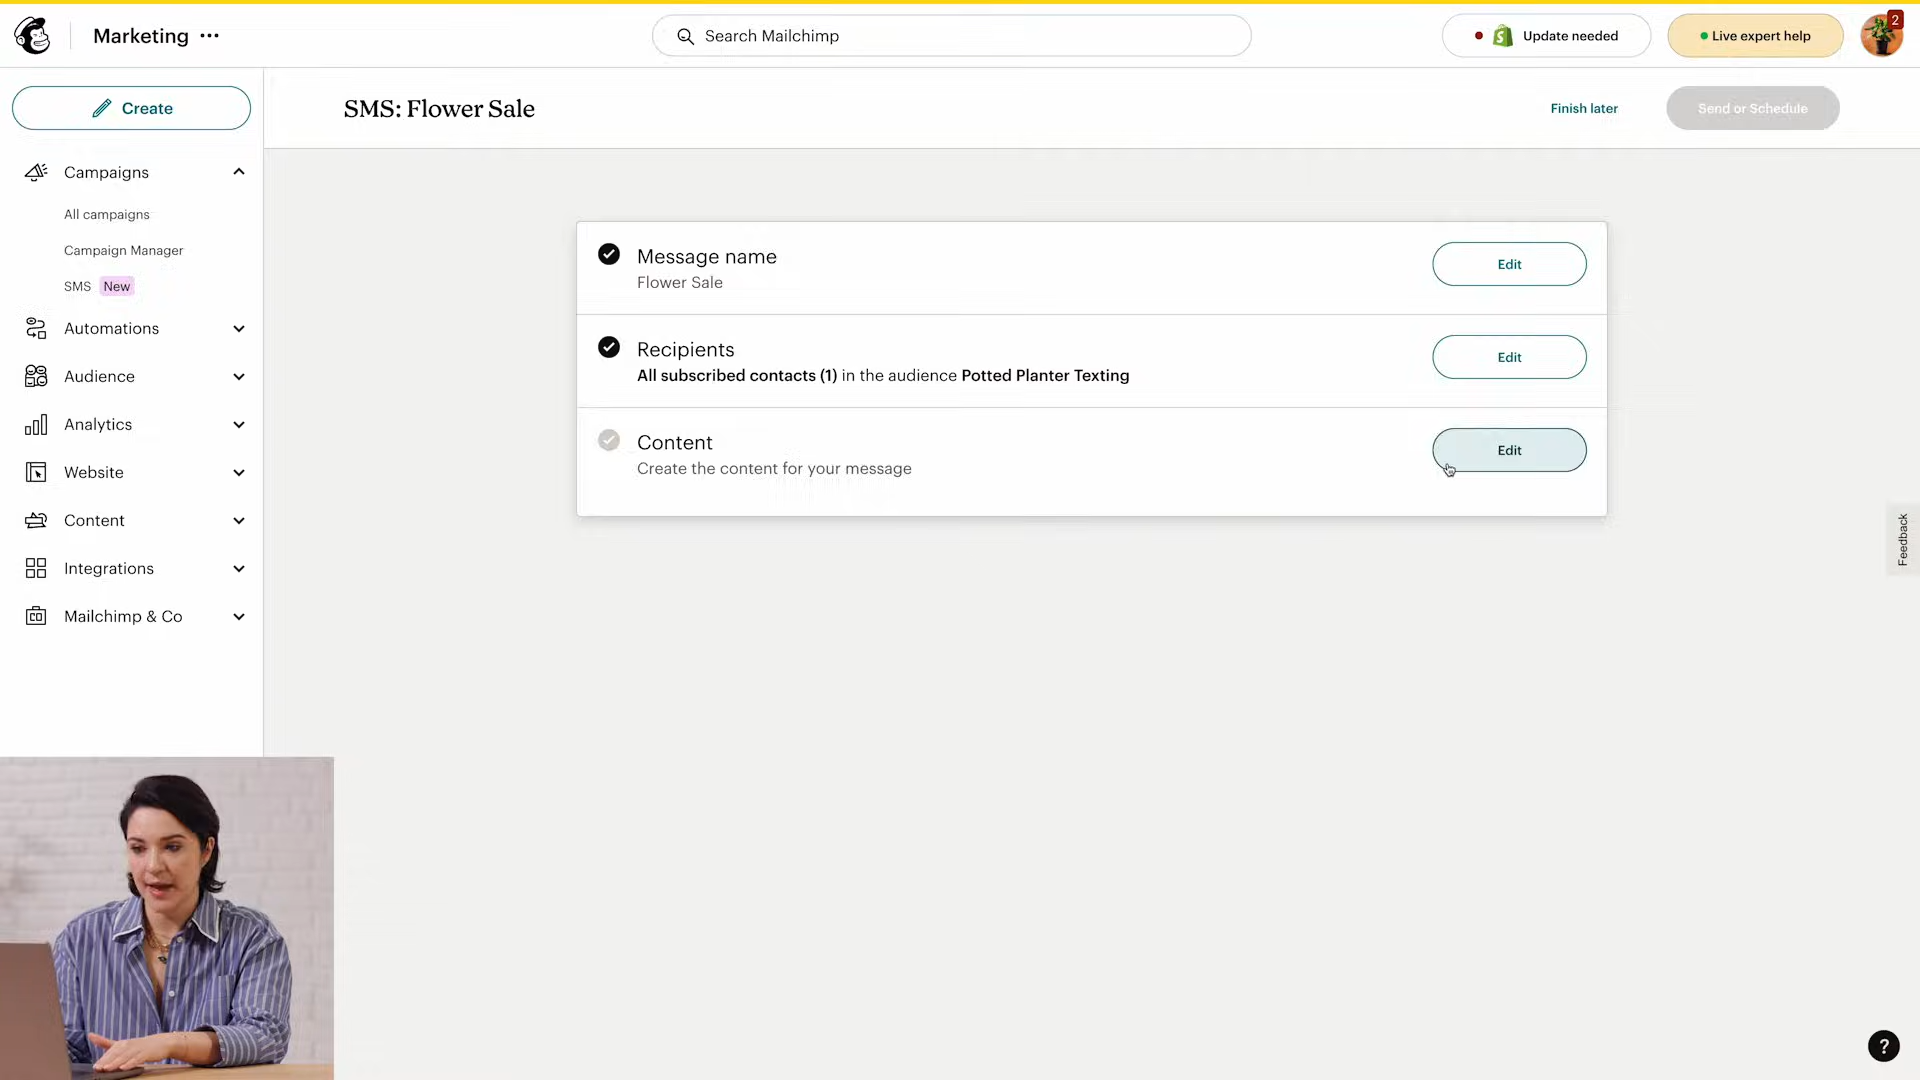 Marketing
Search Mailchimp
Update needed
Live expert help
2
Create
SMS: Flower Sale
Finish later
Send or Schedule
Campaigns
All campaigns
Campaign Manager
SMS New
Automations
Audience
Analytics
Website
Content
Integrations
CO Mailchimp & Co
Message name
Flower Sale
Edit
Recipients
All subscribed contacts (1) in the audience Potted Planter Texting
Edit
Content
Create the content for your message
Edit
Feedback
?